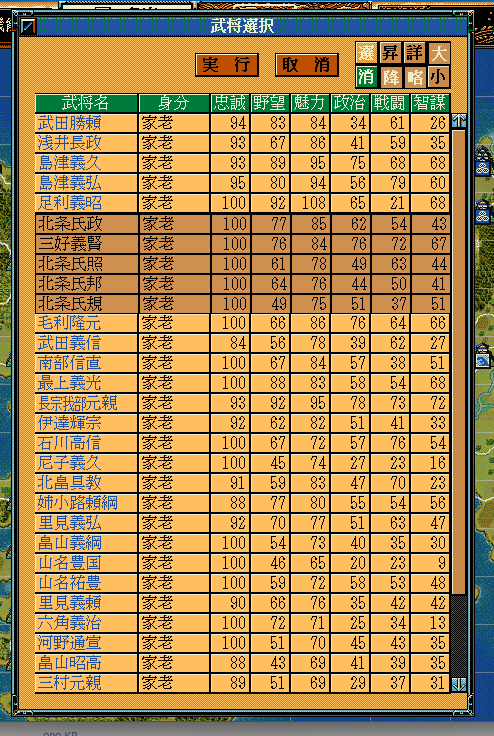 武将選択
実行 取消 選 昇 詳 大
消 降 略 小
武将名 身分 忠誠 野望 魅力 政治 戦闘 智謀
武田勝頼 家老 94 83 84 34 61 26
浅井長政 家老 93 67 86 41 59 35
島津義久 家老 93 89 95 75 68 68
島津義弘 家老 95 80 94 56 79 60
足利義昭 家老 100 92 108 65 21 68
北条氏政 家老 100 77 85 62 54 43
三好義賢 家老 100 76 84 76 72 67
北条氏照 家老 100 61 78 49 63 44
北条氏邦 家老 100 64 76 44 50 41
北条氏規 家老 100 49 75 51 37 51
毛利隆元 家老 100 66 86 76 64 66
武田義信 家老 84 56 78 39 62 27
南部信直 家老 100 67 84 57 38 51
最上義光 家老 100 88 83 58 54 68
長宗我部元親 家老 93 92 95 78 73 72
伊達輝宗 家老 92 62 82 51 41 33
石川高信 家老 100 67 72 57 76 54
尼子義久 家老 100 45 74 27 23 16
北畠具教 家老 91 59 83 47 70 23
姉小路頼綱 家老 88 77 80 55 54 56
里見義弘 家老 92 70 77 51 63 47
畠山義綱 家老 100 54 73 40 35 30
山名豊国 家老 100 46 65 20 23 9
山名祐豊 家老 100 59 72 58 53 48
里見義頼 家老 90 66 76 35 42 42
六角義治 家老 100 72 71 25 34 13
河野通宣 家老 100 51 70 45 43 35
畠山昭高 家老 88 43 69 41 39 35
三村元親 家老 89 51 69 29 37 31